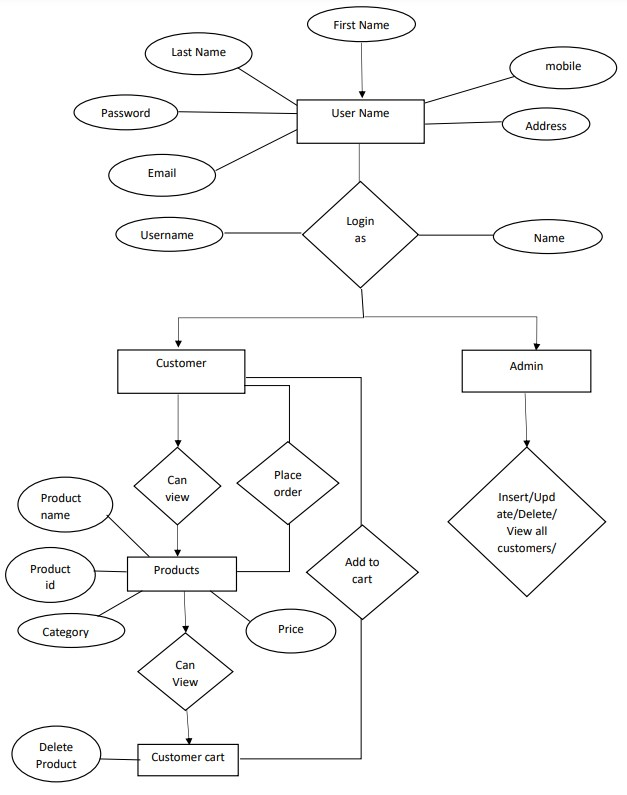 First Name
Last Name
mobile
Password
User Name
Address
Email
Login
as
Username
Name
Customer
Admin
Can
view
Place
order
Product
name
Insert/Upd
ate/Delete/
View all
customers/
Add to
cart
Product
id
Products
Category
Price
Can
View
Delete
Product
Customer cart